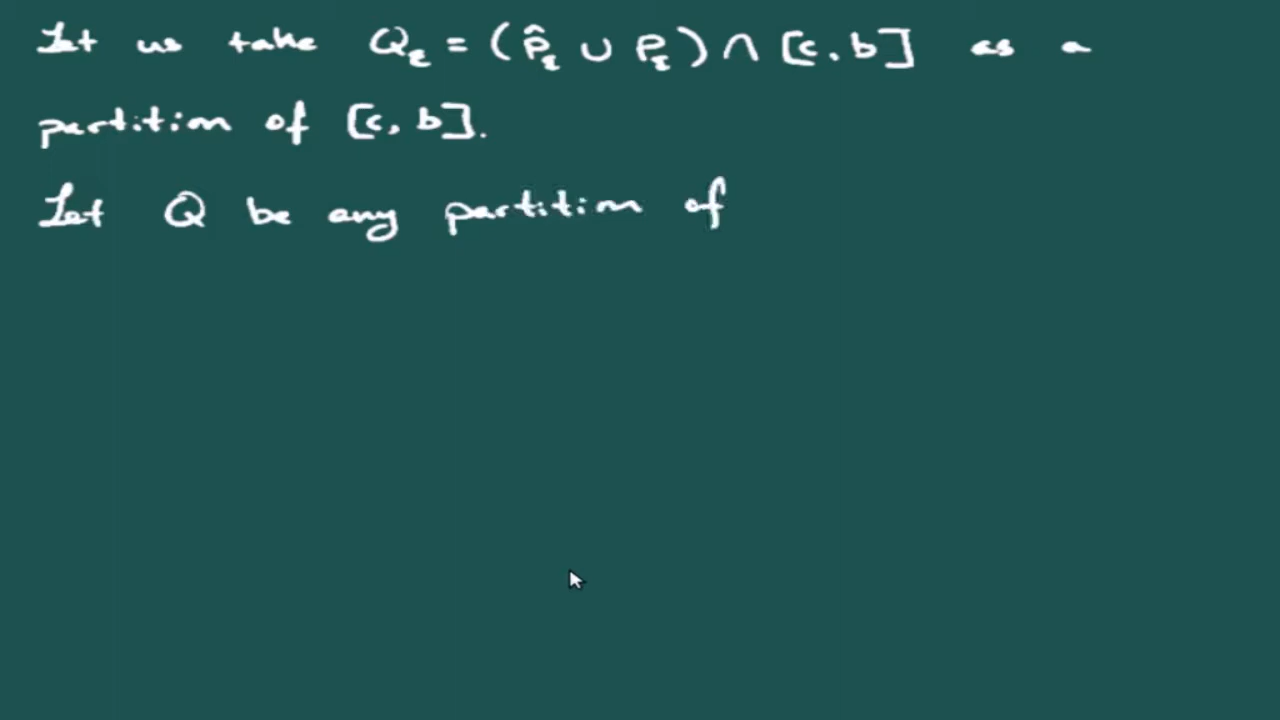 Let us take Q_ε = (P̂_ε ∪ P_ε) ∩ [c, b] as a
partition of [c, b].
Let Q be any partition of